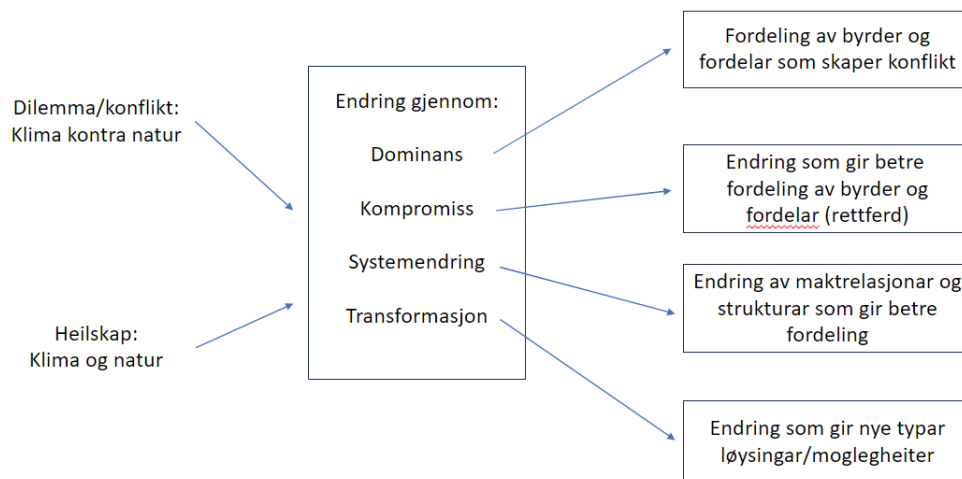 Dilemma/konflikt:
Klima kontra natur
Heilskap:
Klima og natur
Endring gjennom:
Dominans
Kompromiss
Systemendring
Transformasjon
Fordeling av byrder og
fordelar som skaper konflikt
Endring som gir betre
fordeling av byrder og
fordelar (rettferd)
Endring av maktrelasjonar og
strukturar som gir betre
fordeling
Endring som gir nye typar
løysingar/moglegheiter